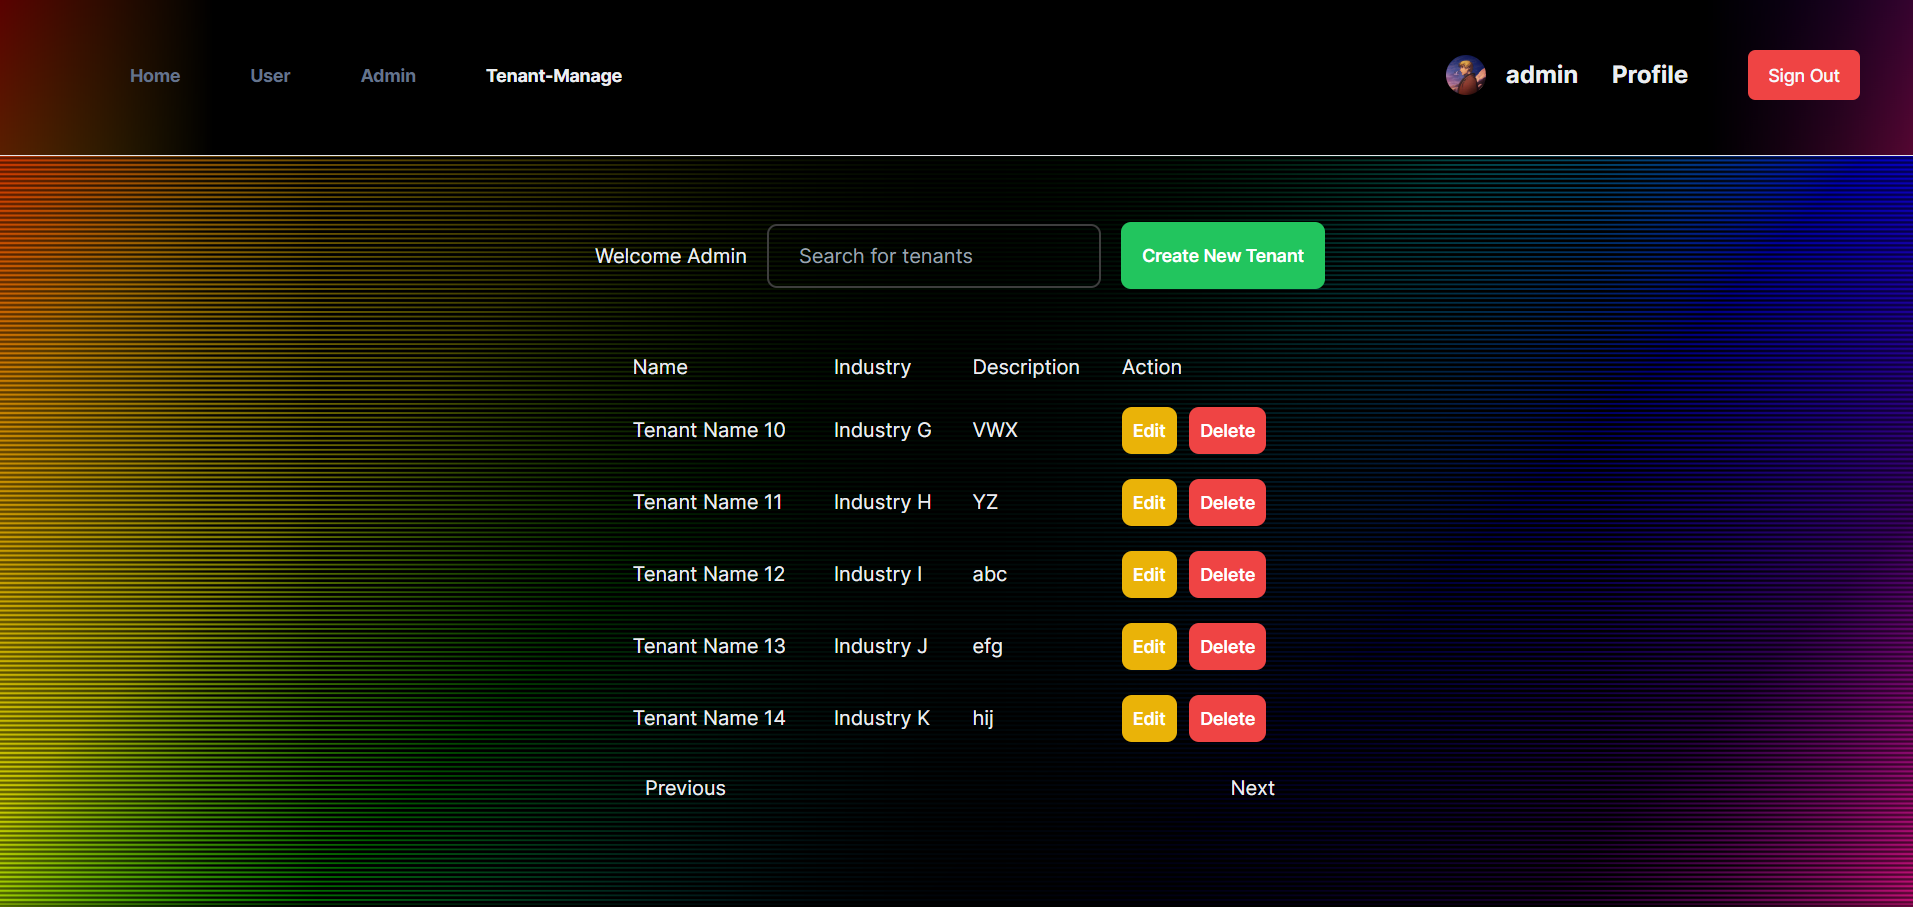 Home User Admin Tenant-Manage admin Profile Sign Out
Welcome Admin Search for tenants Create New Tenant
Name Industry Description Action
Tenant Name 10 Industry G VWX Edit Delete
Tenant Name 11 Industry H YZ Edit Delete
Tenant Name 12 Industry I abc Edit Delete
Tenant Name 13 Industry J efg Edit Delete
Tenant Name 14 Industry K hij Edit Delete
Previous Next